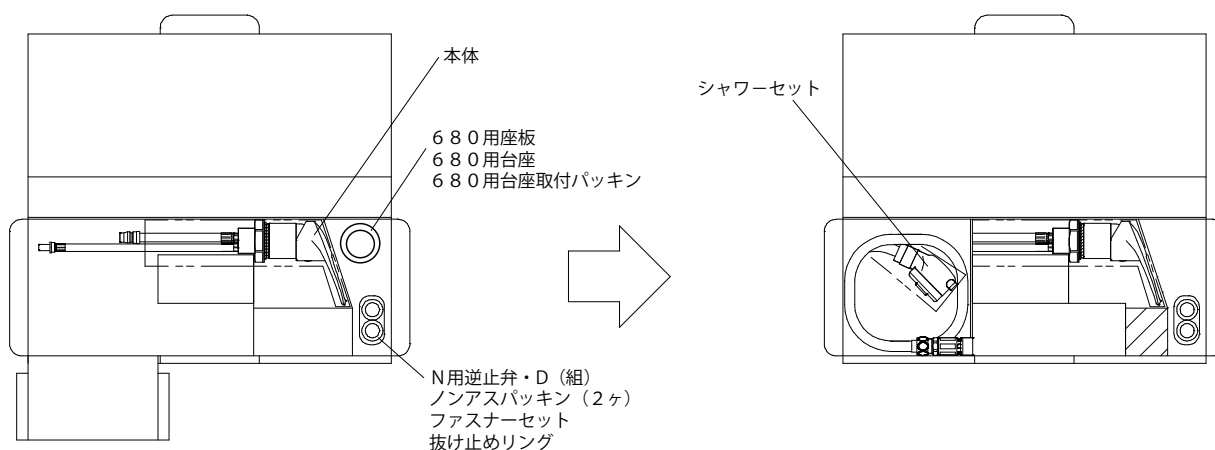 本体
６８０用座板
６８０用台座
６８０用台座取付パッキン
N用逆止弁・D（組）
ノンアスパッキン（2ヶ）
ファスナーセット
抜け止めリング
シャワーセット